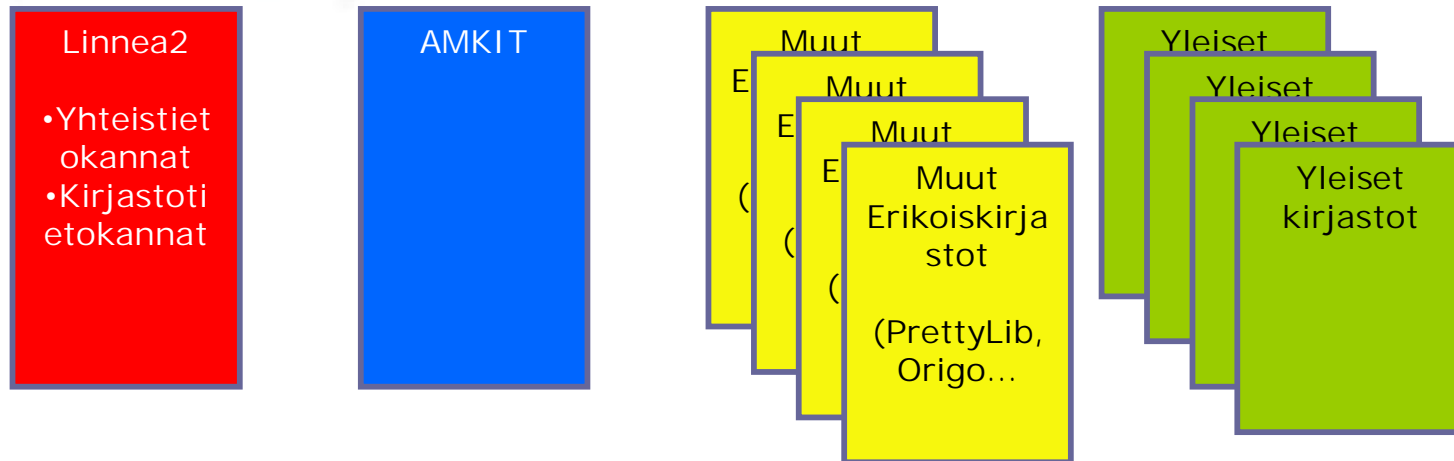 Linnea2
•Yhteistiet
okannat
•Kirjastoti
etokannat
AMKIT
Muut
E
(
Muut
E
(
Muut
E
(
Muut
Erikoiskirja
stot
(PrettyLib,
Origo...
Yleiset
Yleiset
Yleiset
Yleiset
kirjastot